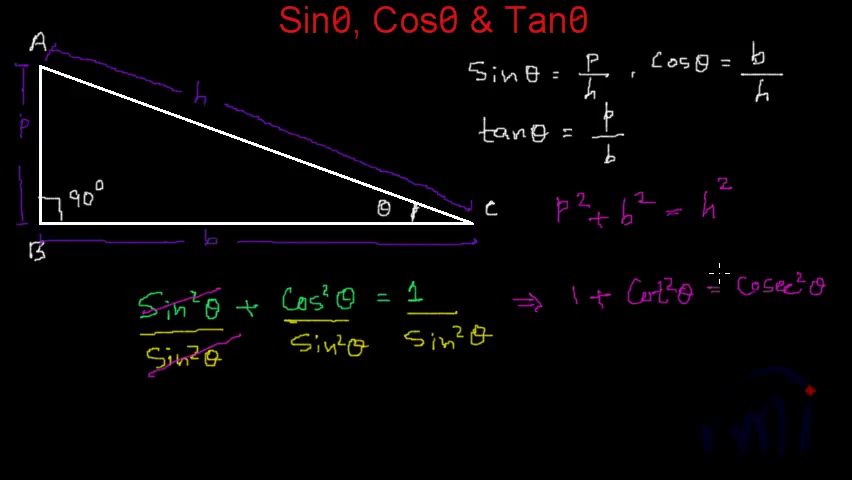 Sinθ, Cosθ & Tanθ
A
h
p
90°
θ
C
B
b
Sinθ = p/h , Cosθ = b/h
tanθ = p/b
p² + b² = h²
Sin²θ/Sin²θ + Cos²θ/Sin²θ = 1/Sin²θ ⇒ 1 + Cot²θ = Cosec²θ